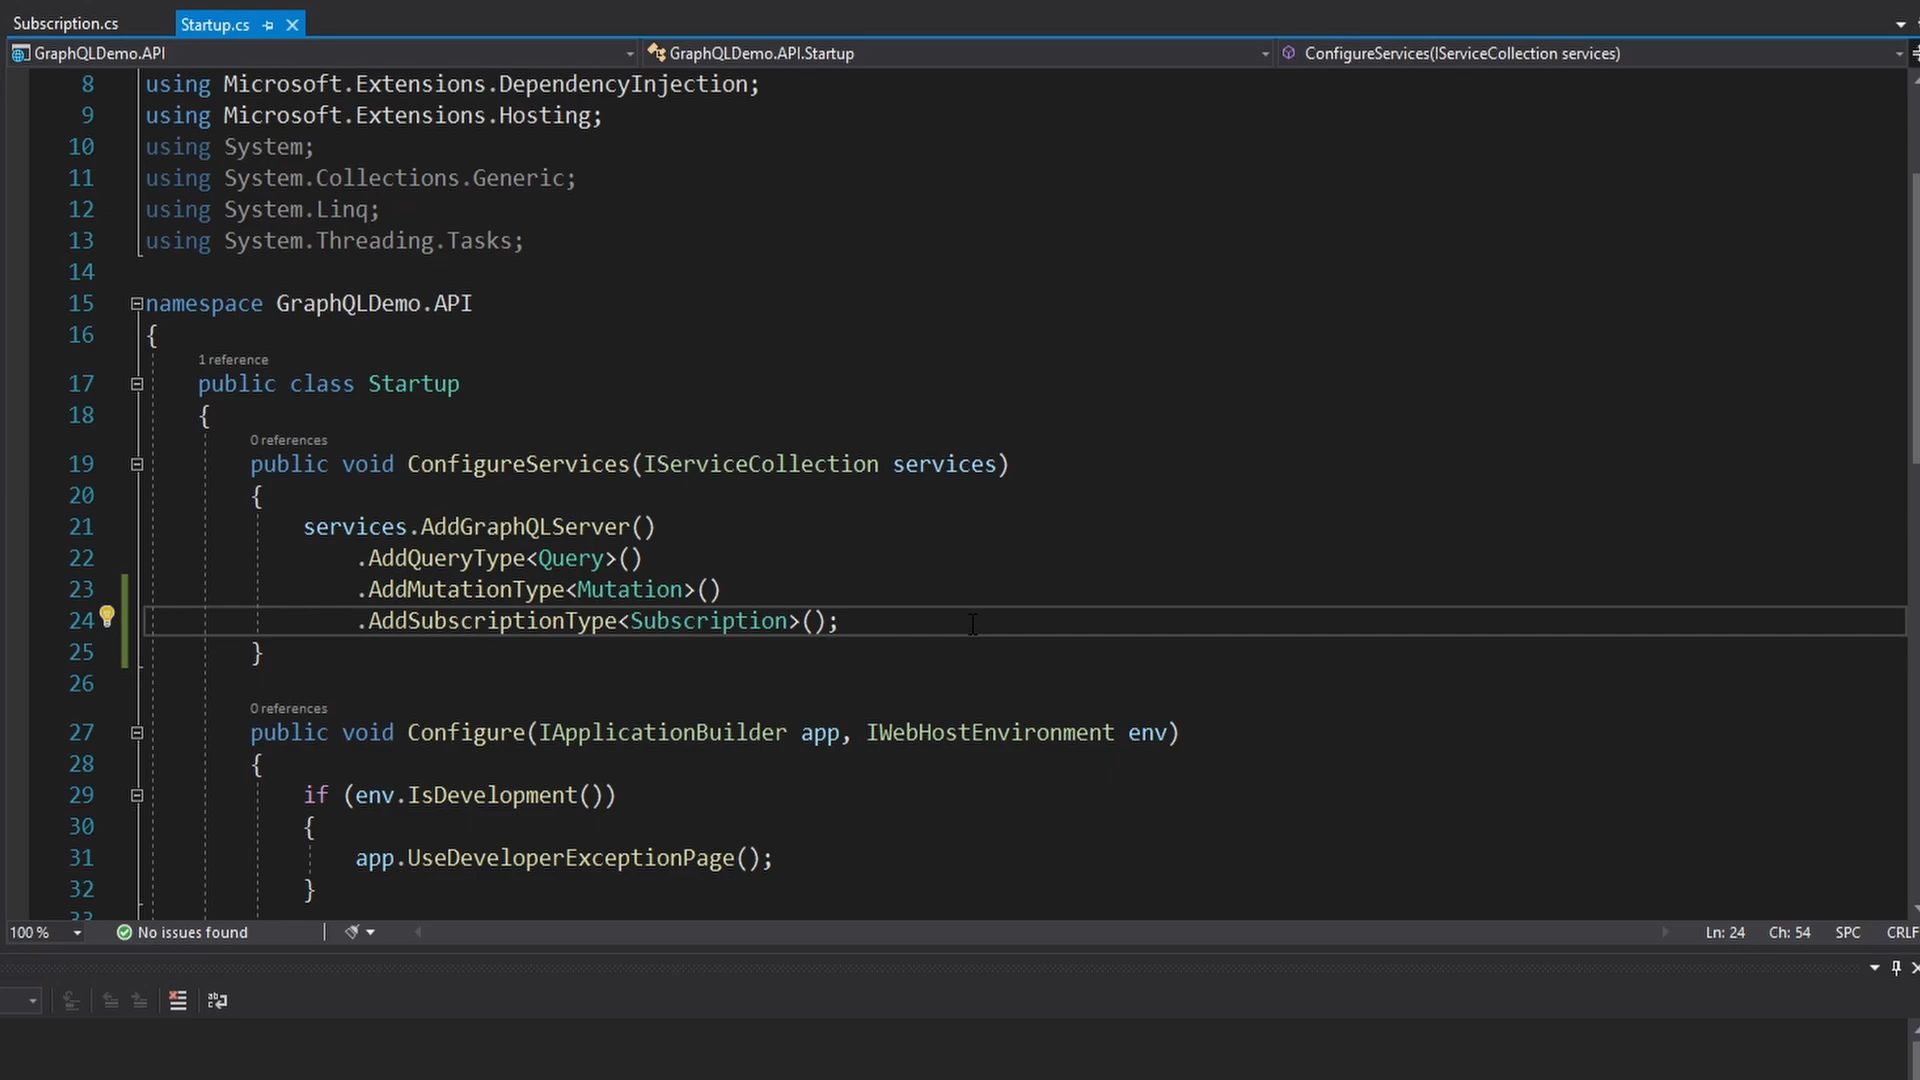 Subscription.cs
Startup.cs
GraphQLDemo.API
GraphQLDemo.API.Startup
ConfigureServices(IServiceCollection services)
8 using Microsoft.Extensions.DependencyInjection;
9 using Microsoft.Extensions.Hosting;
10 using System;
11 using System.Collections.Generic;
12 using System.Linq;
13 using System.Threading.Tasks;
14
15 namespace GraphQLDemo.API
16 {
1 reference
17 public class Startup
18 {
0 references
19 public void ConfigureServices(IServiceCollection services)
20 {
21 services.AddGraphQLServer()
22 .AddQueryType<Query>()
23 .AddMutationType<Mutation>()
24 .AddSubscriptionType<Subscription>();
25 }
26
0 references
27 public void Configure(IApplicationBuilder app, IWebHostEnvironment env)
28 {
29 if (env.IsDevelopment())
30 {
31 app.UseDeveloperExceptionPage();
32 }
33
100 %
No issues found
Ln: 24
Ch: 54
SPC
CRLF